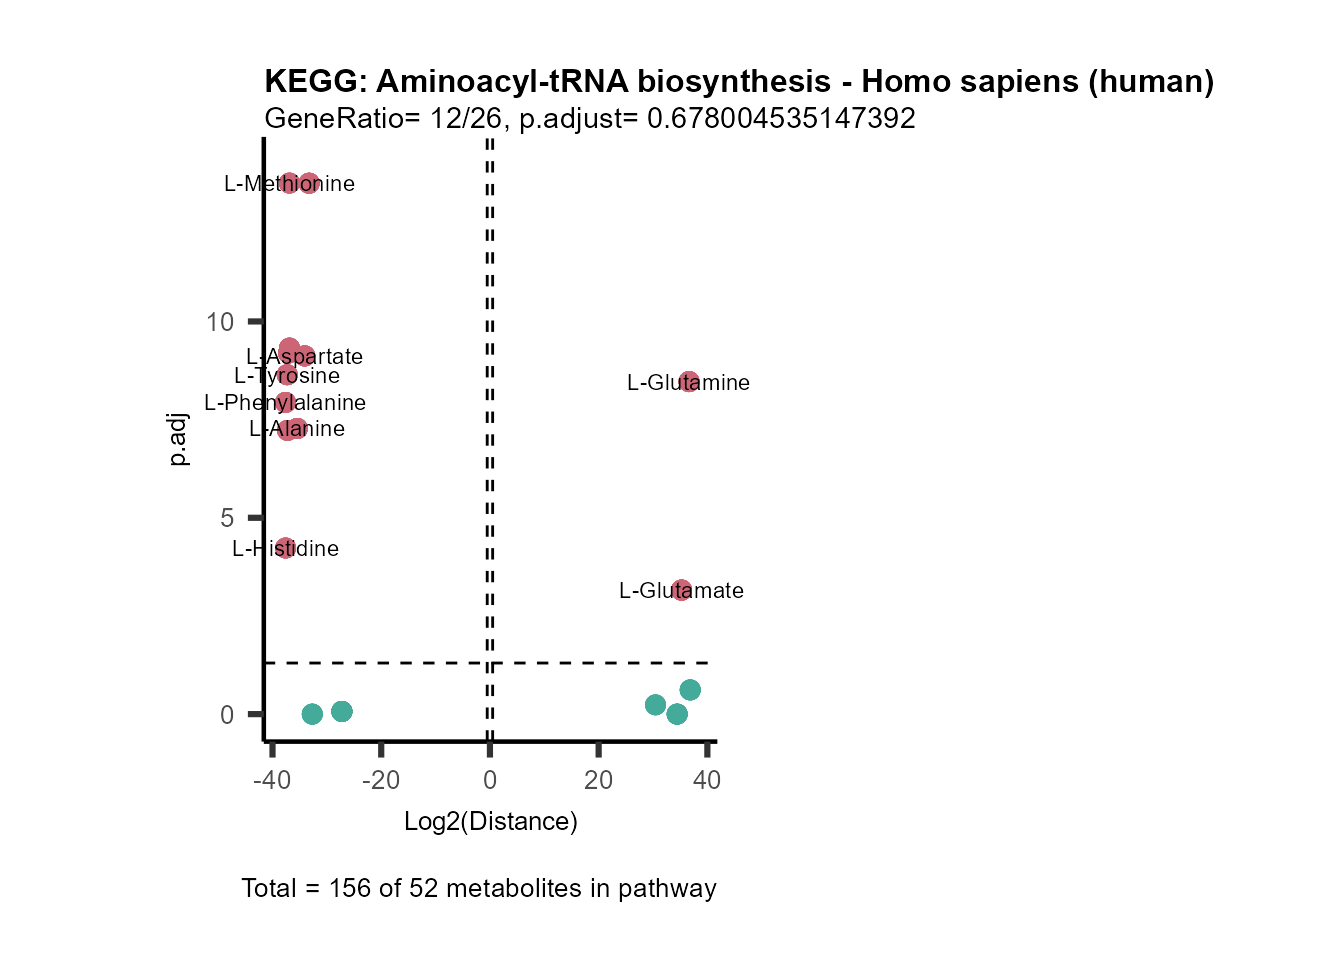 KEGG: Aminoacyl-tRNA biosynthesis - Homo sapiens (human)
GeneRatio= 12/26, p.adjust= 0.678004535147392
L-Methionine
10
L-Aspartate
L-Tyrosine
L-Glutamine
L-Phenylalanine
L-Alanine
p.adj
5
L-Histidine
L-Glutamate
0
-40 -20 0 20 40
Log2(Distance)
Total = 156 of 52 metabolites in pathway